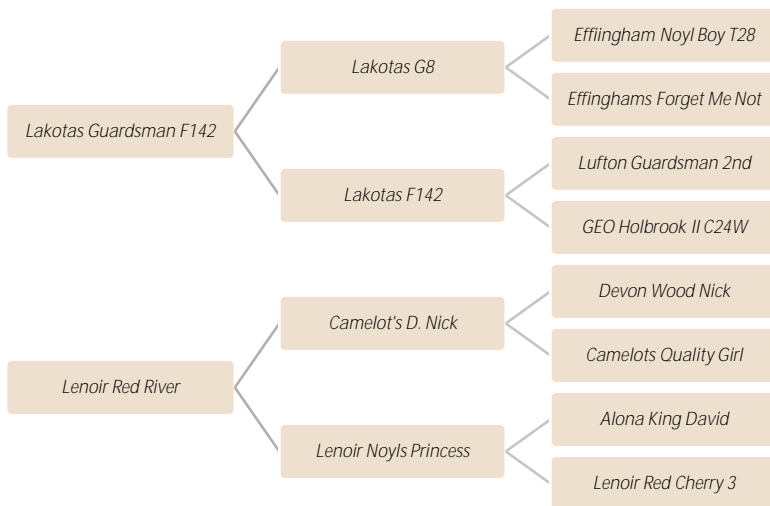 Effiingham Noyl Boy T28
Lakotas G8
Effinghams Forget Me Not
Lakotas Guardsman F142
Lufton Guardsman 2nd
Lakotas F142
GEO Holbrook II C24W
Devon Wood Nick
Camelot's D. Nick
Camelots Quality Girl
Lenoir Red River
Alona King David
Lenoir Noyls Princess
Lenoir Red Cherry 3